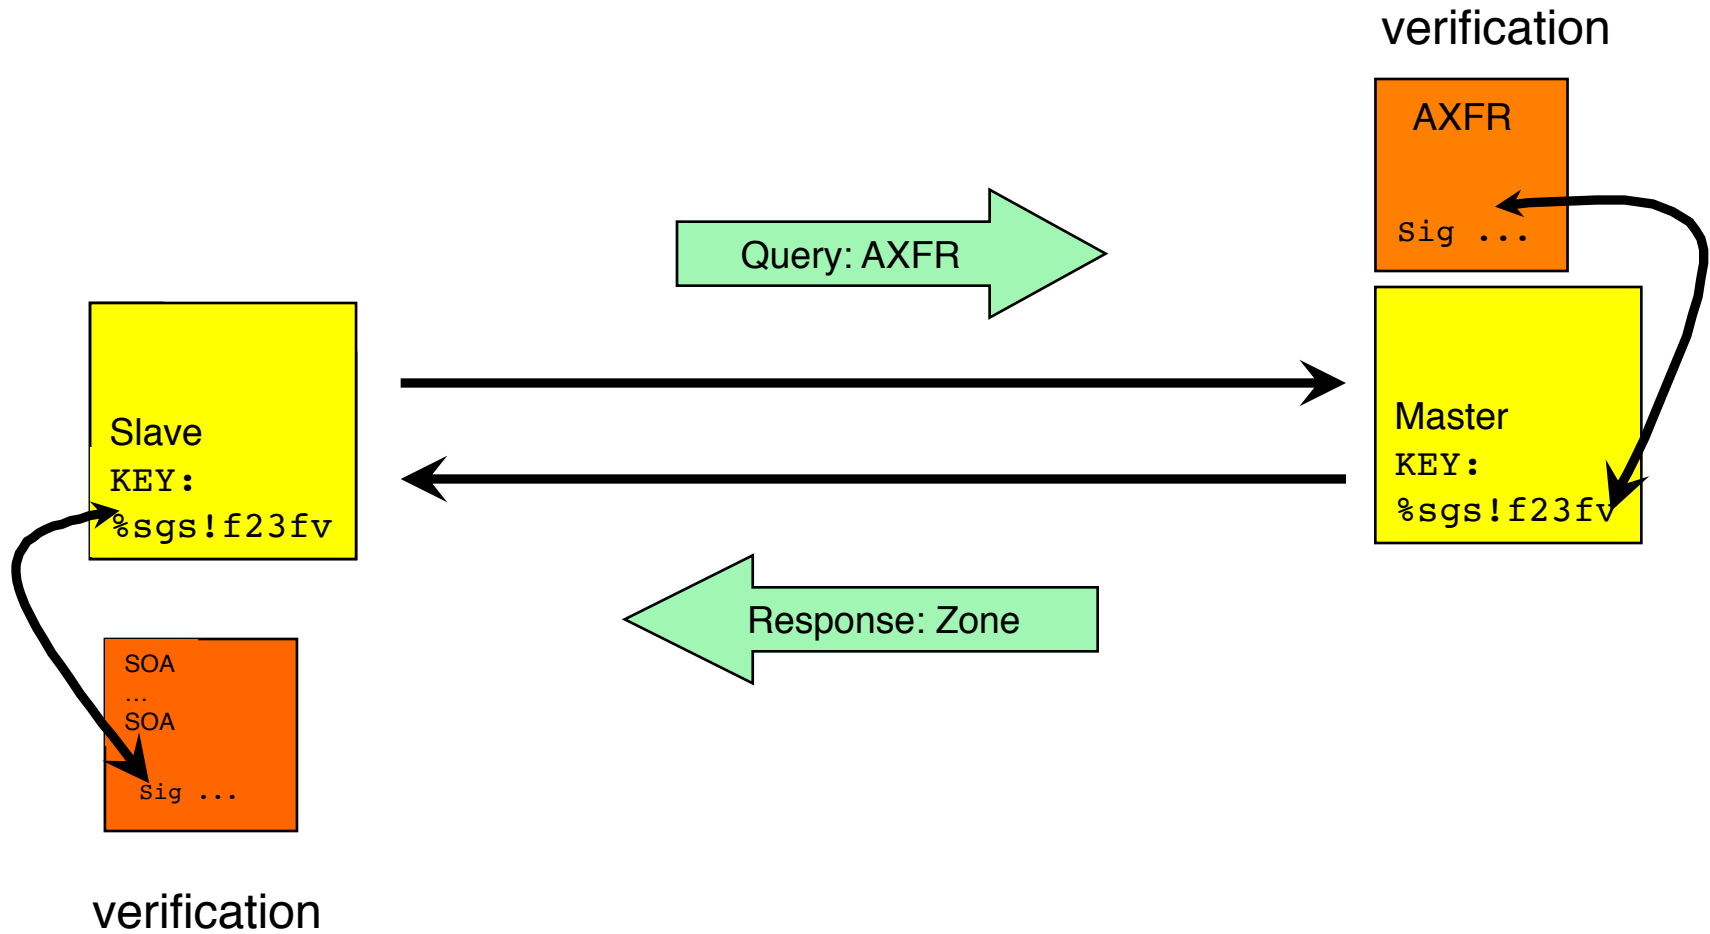 verification
AXFR
Sig ...
Query: AXFR
Slave
KEY:
%sgs!f23fv
Master
KEY:
%sgs!f23fv
Response: Zone
SOA
...
SOA
Sig ...
verification